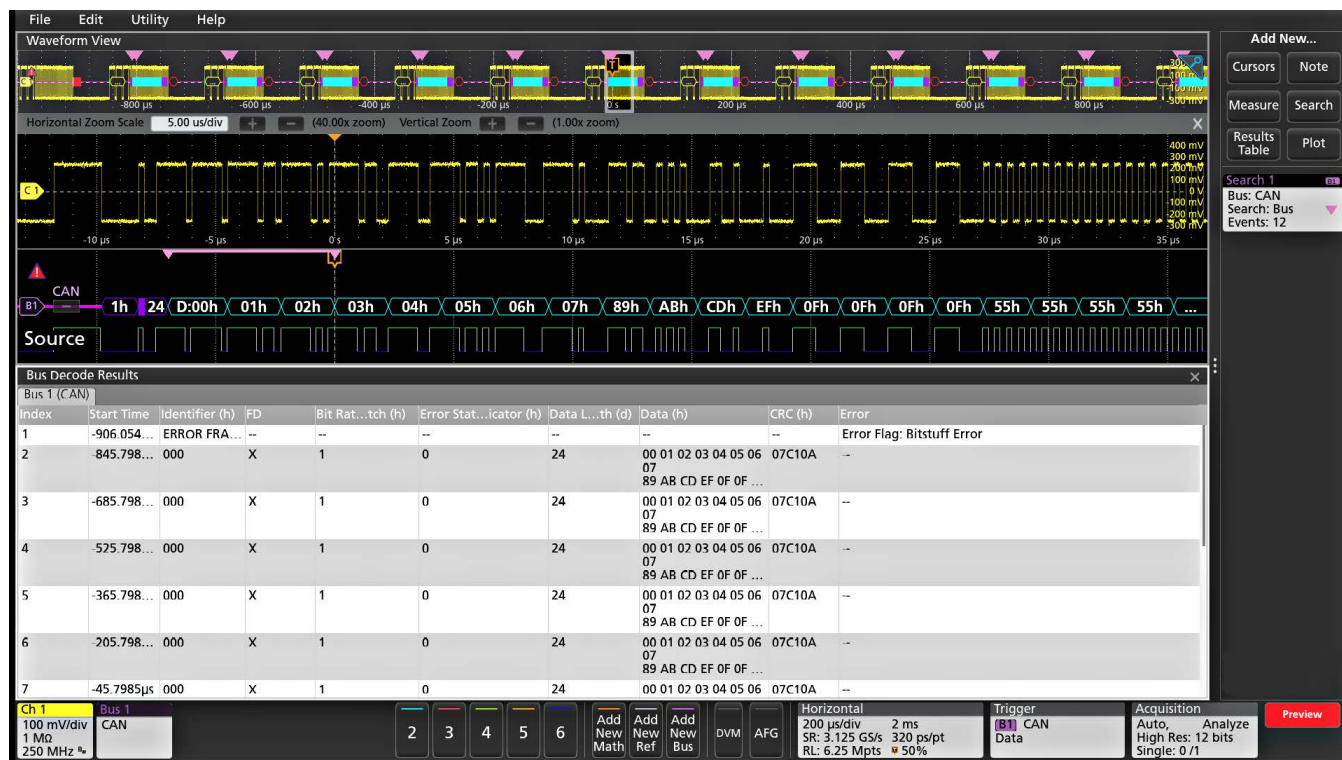 File Edit Utility Help
Waveform View
Add New...
Cursors Note
Measure Search
Results Table Plot
Search 1 B1
Bus: CAN
Search: Bus
Events: 12
-800 µs -600 µs -400 µs -200 µs 0 s 200 µs 400 µs 600 µs 800 µs
Horizontal Zoom Scale 5.00 us/div + − (40.00x zoom) Vertical Zoom + − (1.00x zoom) X
400 mV
300 mV
200 mV
100 mV
0 V
-100 mV
-200 mV
-300 mV
C 1
-10 µs -5 µs 0 s 5 µs 10 µs 15 µs 20 µs 25 µs 30 µs 35 µs
CAN
B1 1h 24 D:00h 01h 02h 03h 04h 05h 06h 07h 89h ABh CDh EFh 0Fh 0Fh 0Fh 0Fh 55h 55h 55h 55h ...
Source
Bus Decode Results
Bus 1 (CAN)
Index Start Time Identifier (h) FD Bit Rat...tch (h) Error Stat...icator (h) Data L...th (d) Data (h) CRC (h) Error
1 -906.054... ERROR FRA... -- -- -- -- -- -- Error Flag: Bitstuff Error
2 -845.798... 000 X 1 0 24 00 01 02 03 04 05 06 07C10A --
07
89 AB CD EF 0F 0F ...
3 -685.798... 000 X 1 0 24 00 01 02 03 04 05 06 07C10A --
07
89 AB CD EF 0F 0F ...
4 -525.798... 000 X 1 0 24 00 01 02 03 04 05 06 07C10A --
07
89 AB CD EF 0F 0F ...
5 -365.798... 000 X 1 0 24 00 01 02 03 04 05 06 07C10A --
07
89 AB CD EF 0F 0F ...
6 -205.798... 000 X 1 0 24 00 01 02 03 04 05 06 07C10A --
07
89 AB CD EF 0F 0F ...
7 -45.7985µs 000 X 1 0 24 00 01 02 03 04 05 06 07C10A --
Ch 1
100 mV/div
1 MΩ
250 MHz
Bus 1
CAN
2 3 4 5 6
Add New Math
Add New Ref
Add New Bus
DVM AFG
Horizontal
200 µs/div 2 ms
SR: 3.125 GS/s 320 ps/pt
RL: 6.25 Mpts 50%
Trigger
B1 CAN
Data
Acquisition
Auto, Analyze
High Res: 12 bits
Single: 0 /1
Preview